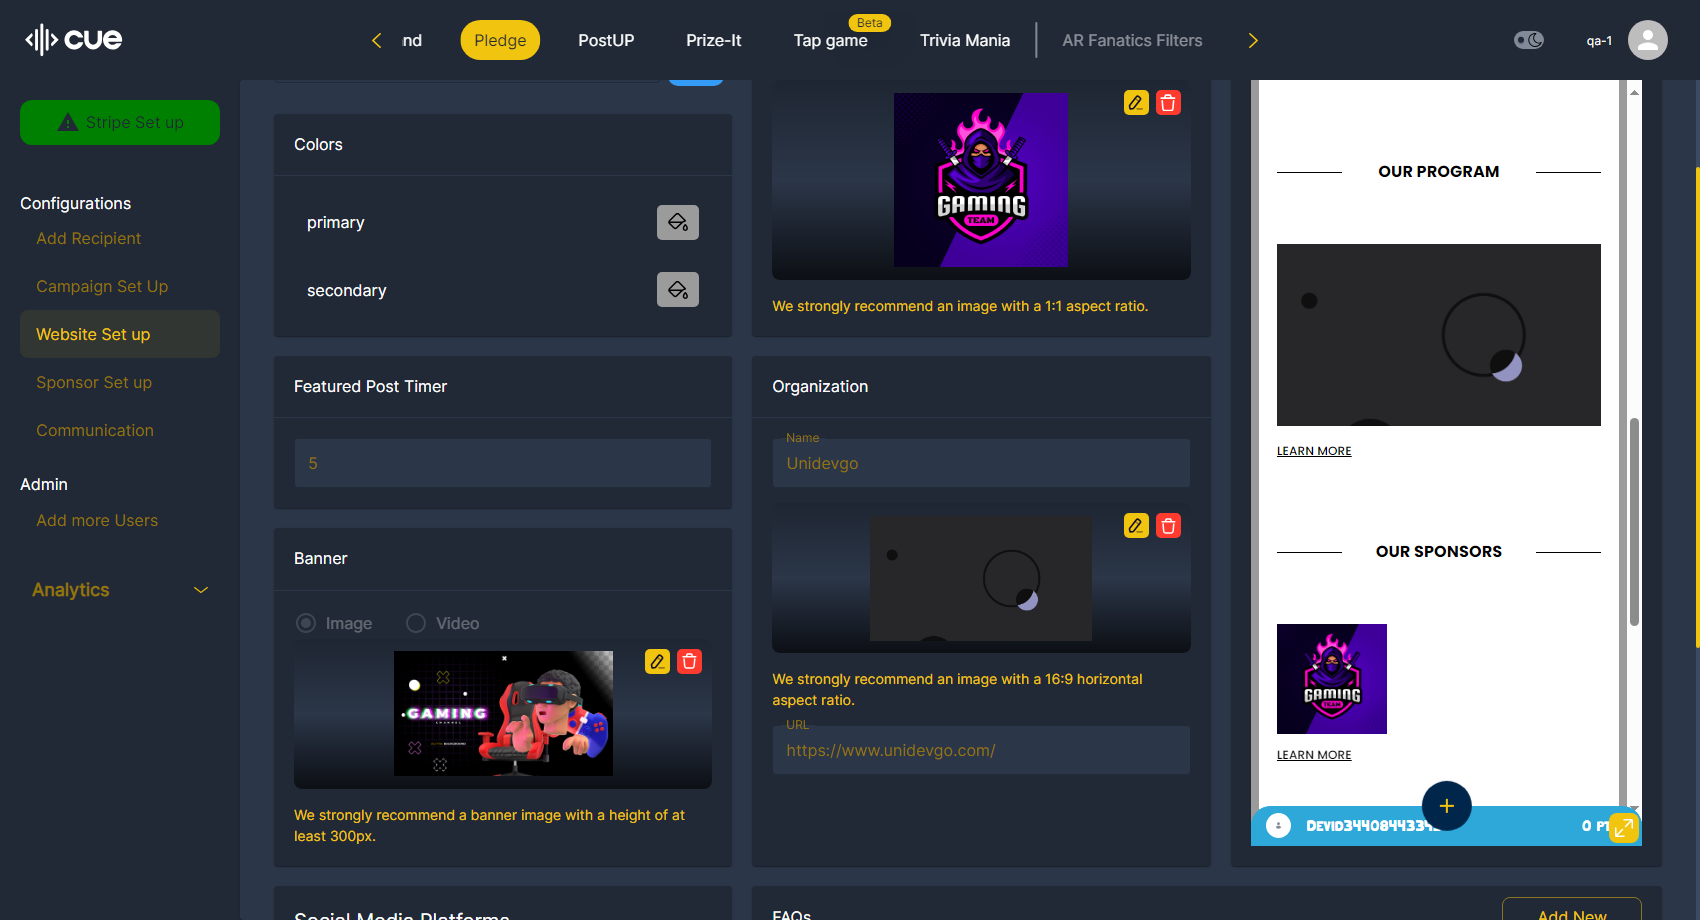 cue
nd
Pledge
PostUP
Prize-It
Tap game
Beta
Trivia Mania
AR Fanatics Filters
qa-1
Stripe Set up
Configurations
Add Recipient
Campaign Set Up
Website Set up
Sponsor Set up
Communication
Admin
Add more Users
Analytics
Colors
primary
secondary
Featured Post Timer
5
Banner
Image
Video
GAMING
We strongly recommend a banner image with a height of at
least 300px.
Social Media Platforms
GAMING
TEAM
We strongly recommend an image with a 1:1 aspect ratio.
Organization
Name
Unidevgo
We strongly recommend an image with a 16:9 horizontal
aspect ratio.
URL
https://www.unidevgo.com/
FAQs
Add New
OUR PROGRAM
LEARN MORE
OUR SPONSORS
GAMING
TEAM
LEARN MORE
0